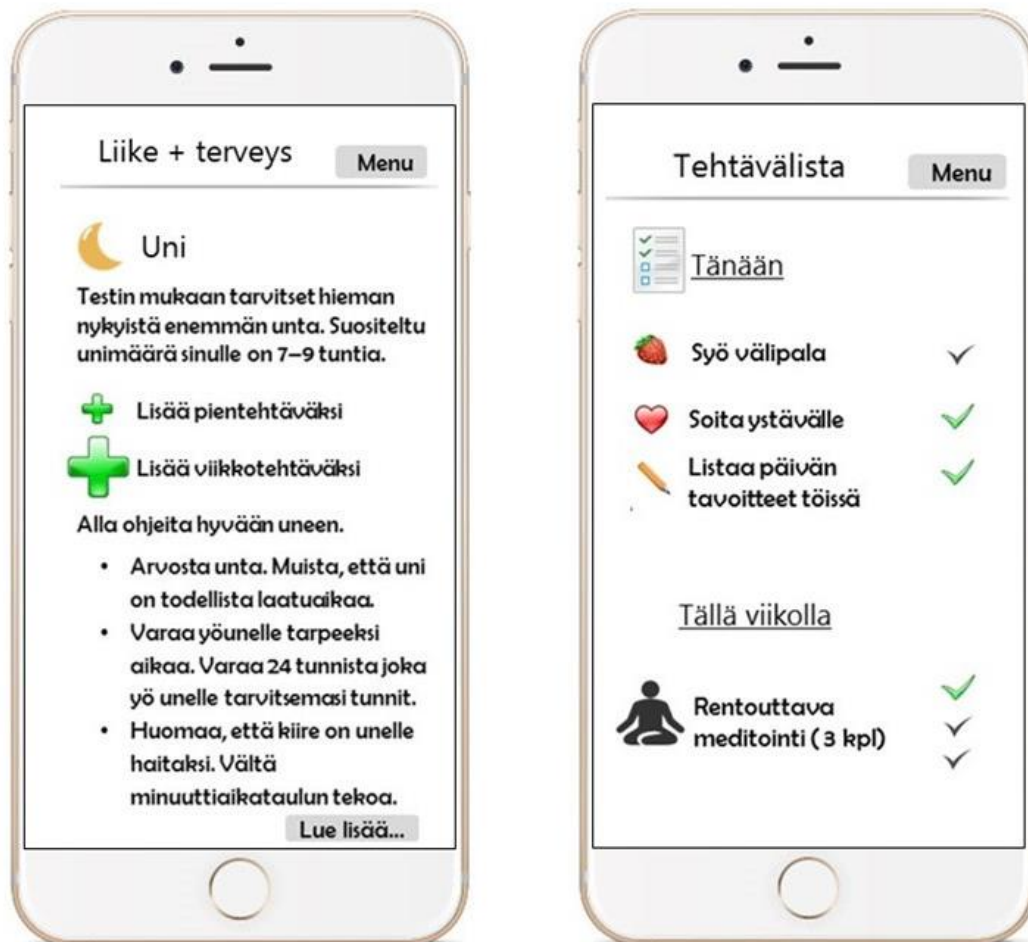 Liike + terveys
Menu
Uni
Testin mukaan tarvitset hieman
nykyistä enemmän unta. Suositeltu
unimäärä sinulle on 7–9 tuntia.
Lisää pientehtäväksi
Lisää viikkotehtäväksi
Alla ohjeita hyvään uneen.
• Arvosta unta. Muista, että uni
on todellista laatuaikaa.
• Varaa yöunelle tarpeeksi
aikaa. Varaa 24 tunnista joka
yö unelle tarvitsemasi tunnit.
• Huomaa, että kiire on unelle
haitaksi. Vältä
minuuttiaikataulun tekoa.
Lue lisää...
Tehtävälista
Menu
Tänään
Syö välipala
Soita ystävälle
Listaa päivän
tavoitteet töissä
Tällä viikolla
Rentouttava
meditointi ( 3 kpl)